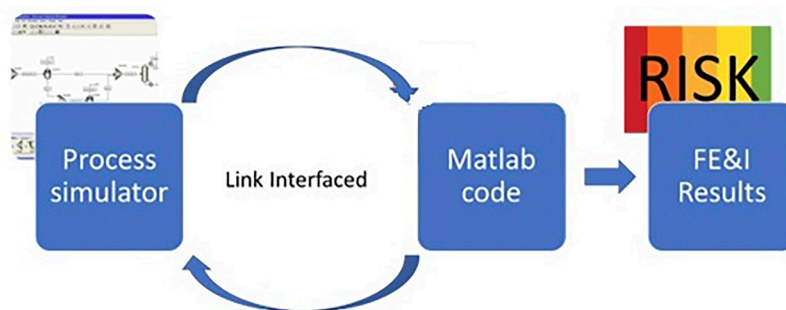 Process
simulator
Link Interfaced
Matlab
code
RISK
FE&I
Results